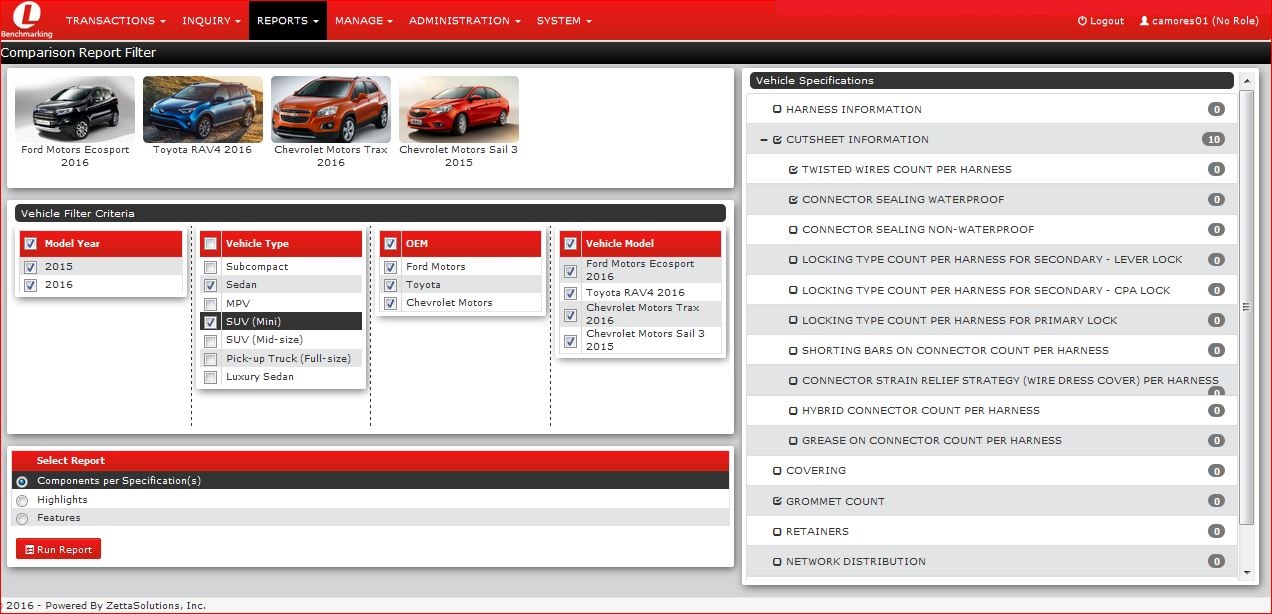 L
Benchmarking
TRANSACTIONS INQUIRY REPORTS MANAGE ADMINISTRATION SYSTEM Logout camores01 (No Role)
Comparison Report Filter
Ford Motors Ecosport
2016
Toyota RAV4 2016
Chevrolet Motors Trax
2016
Chevrolet Motors Sail 3
2015
Vehicle Filter Criteria
Model Year
2015
2016
Vehicle Type
Subcompact
Sedan
MPV
SUV (Mini)
SUV (Mid-size)
Pick-up Truck (Full-size)
Luxury Sedan
OEM
Ford Motors
Toyota
Chevrolet Motors
Vehicle Model
Ford Motors Ecosport
2016
Toyota RAV4 2016
Chevrolet Motors Trax
2016
Chevrolet Motors Sail 3
2015
Select Report
Components per Specification(s)
Highlights
Features
Run Report
Vehicle Specifications
HARNESS INFORMATION 0
CUTSHEET INFORMATION 10
TWISTED WIRES COUNT PER HARNESS 0
CONNECTOR SEALING WATERPROOF 0
CONNECTOR SEALING NON-WATERPROOF 0
LOCKING TYPE COUNT PER HARNESS FOR SECONDARY - LEVER LOCK 0
LOCKING TYPE COUNT PER HARNESS FOR SECONDARY - CPA LOCK 0
LOCKING TYPE COUNT PER HARNESS FOR PRIMARY LOCK 0
SHORTING BARS ON CONNECTOR COUNT PER HARNESS 0
CONNECTOR STRAIN RELIEF STRATEGY (WIRE DRESS COVER) PER HARNESS
0
HYBRID CONNECTOR COUNT PER HARNESS 0
GREASE ON CONNECTOR COUNT PER HARNESS 0
COVERING 0
GROMMET COUNT 0
RETAINERS 0
NETWORK DISTRIBUTION 0
2016 - Powered By ZettaSolutions, Inc.